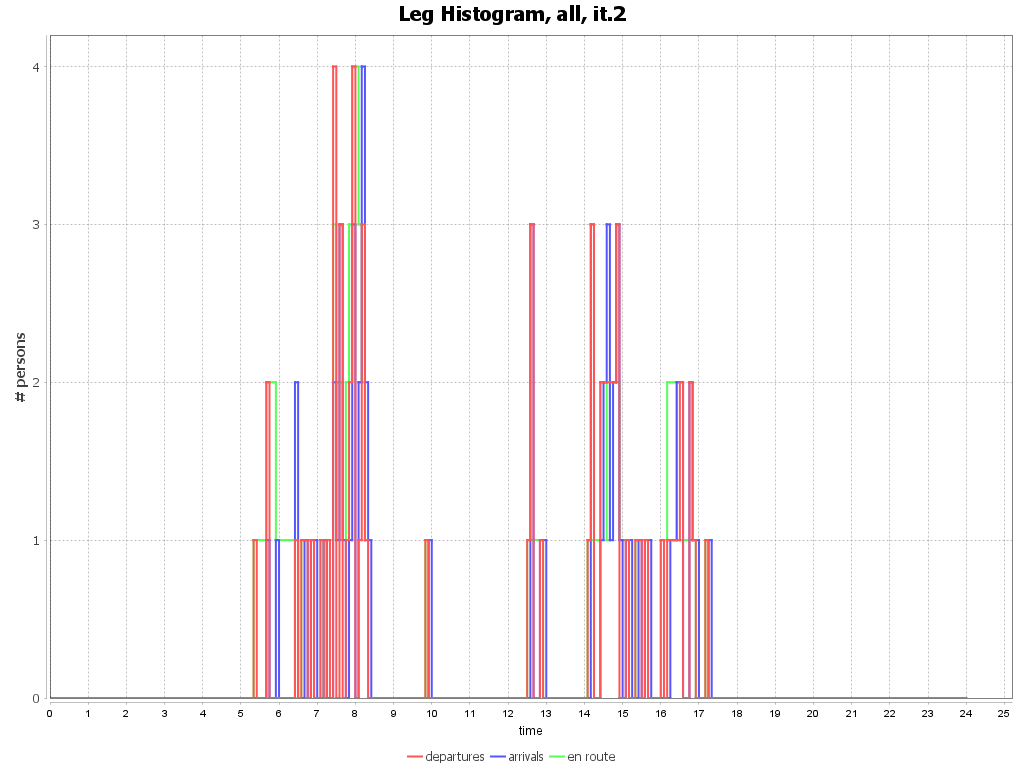 Leg Histogram, all, it.2
# persons
4
3
2
1
0
0 1 2 3 4 5 6 7 8 9 10 11 12 13 14 15 16 17 18 19 20 21 22 23 24 25
time
departures arrivals en route